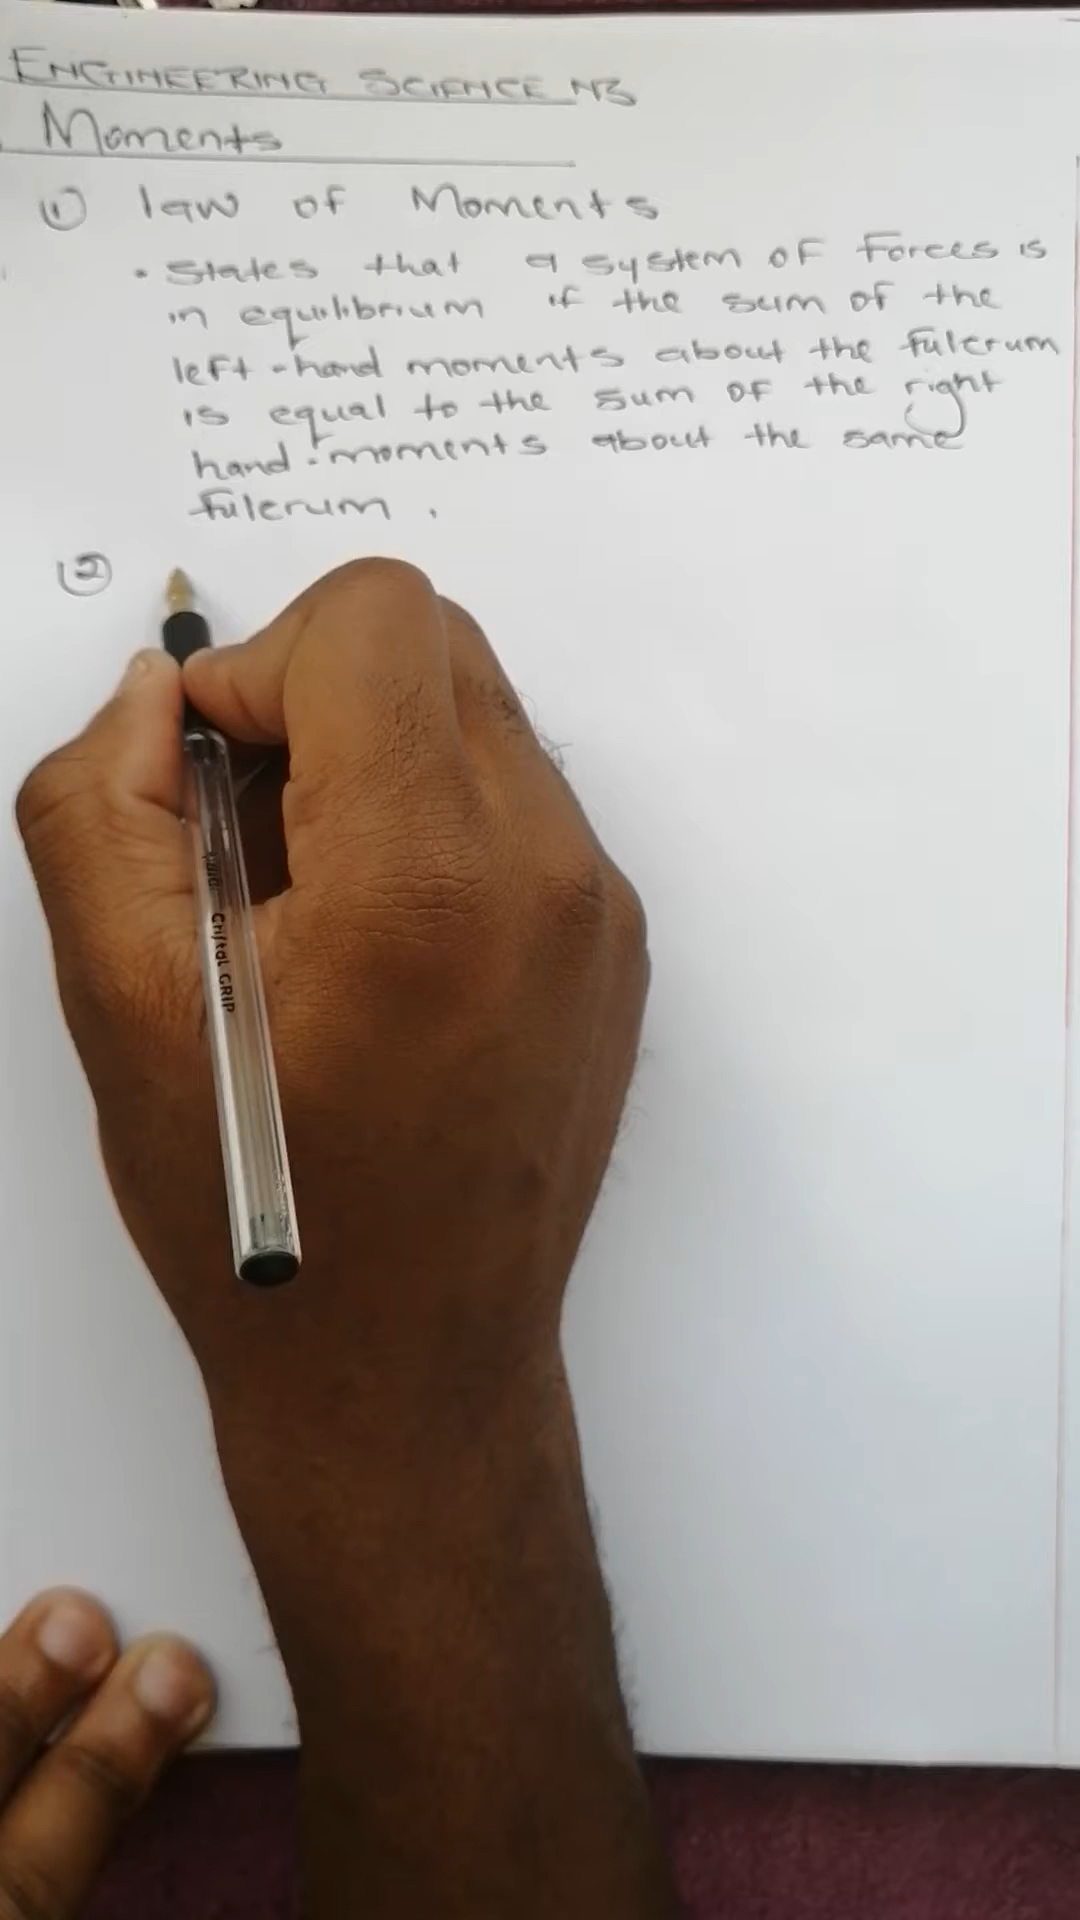 ENGINEERING SCIENCE N3
Moments
① law of Moments
• States that a system of Forces is
in equilibrium if the sum of the
left-hand moments about the fulcrum
is equal to the sum of the right
hand-moments about the same
fulcrum.
②
Cristal GRIP